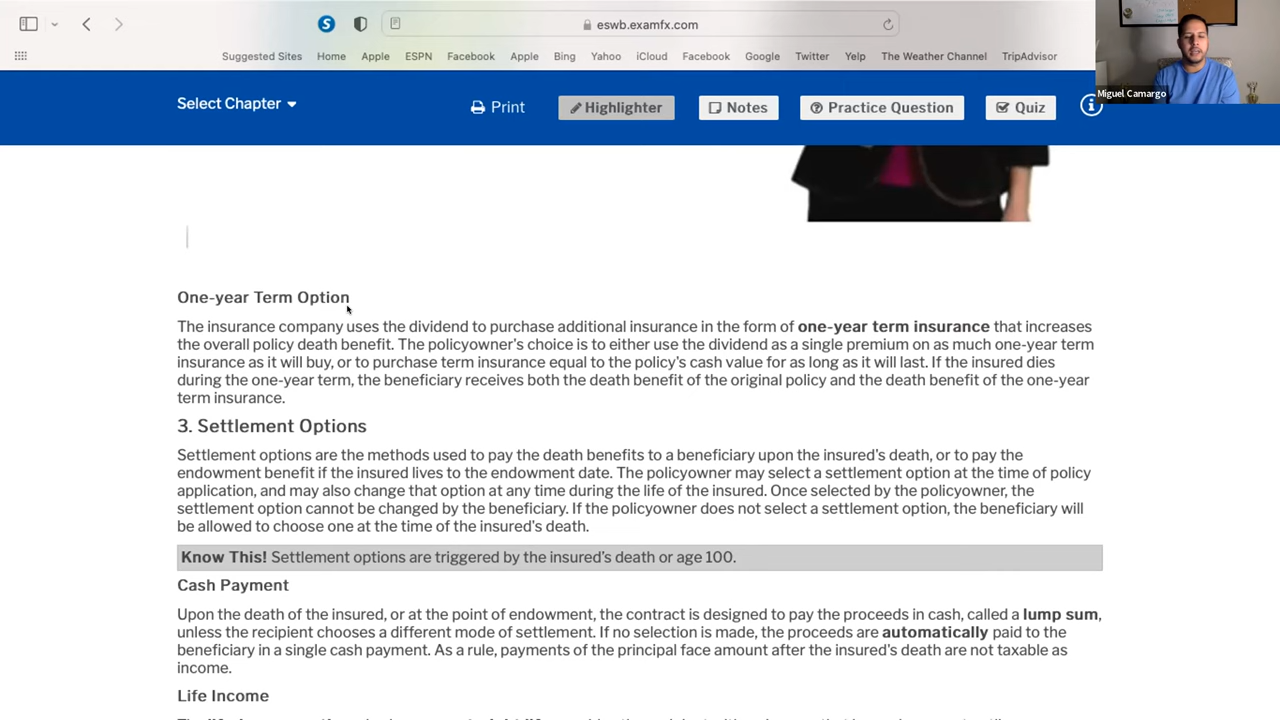 eswb.examfx.com
Suggested Sites Home Apple ESPN Facebook Apple Bing Yahoo iCloud Facebook Google Twitter Yelp The Weather Channel TripAdvisor
Miguel Camargo
Select Chapter
Print
Highlighter
Notes
Practice Question
Quiz
One-year Term Option
The insurance company uses the dividend to purchase additional insurance in the form of one-year term insurance that increases
the overall policy death benefit. The policyowner's choice is to either use the dividend as a single premium on as much one-year term
insurance as it will buy, or to purchase term insurance equal to the policy's cash value for as long as it will last. If the insured dies
during the one-year term, the beneficiary receives both the death benefit of the original policy and the death benefit of the one-year
term insurance.
3. Settlement Options
Settlement options are the methods used to pay the death benefits to a beneficiary upon the insured's death, or to pay the
endowment benefit if the insured lives to the endowment date. The policyowner may select a settlement option at the time of policy
application, and may also change that option at any time during the life of the insured. Once selected by the policyowner, the
settlement option cannot be changed by the beneficiary. If the policyowner does not select a settlement option, the beneficiary will
be allowed to choose one at the time of the insured's death.
Know This! Settlement options are triggered by the insured's death or age 100.
Cash Payment
Upon the death of the insured, or at the point of endowment, the contract is designed to pay the proceeds in cash, called a lump sum,
unless the recipient chooses a different mode of settlement. If no selection is made, the proceeds are automatically paid to the
beneficiary in a single cash payment. As a rule, payments of the principal face amount after the insured's death are not taxable as
income.
Life Income